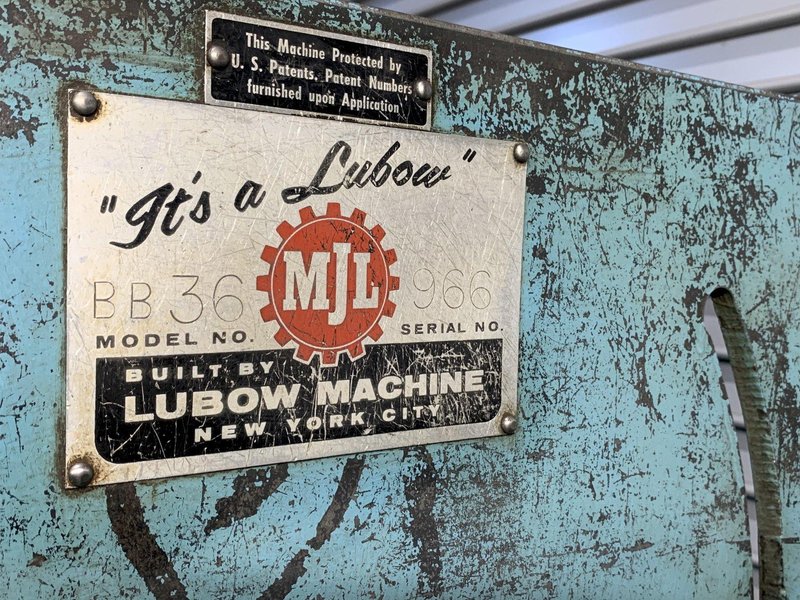 This Machine Protected by
U. S. Patents. Patent Numbers
furnished upon Application
"It's a Lubow"
MJL
BB36 966
MODEL NO. SERIAL NO.
BUILT BY
LUBOW MACHINE
NEW YORK CITY